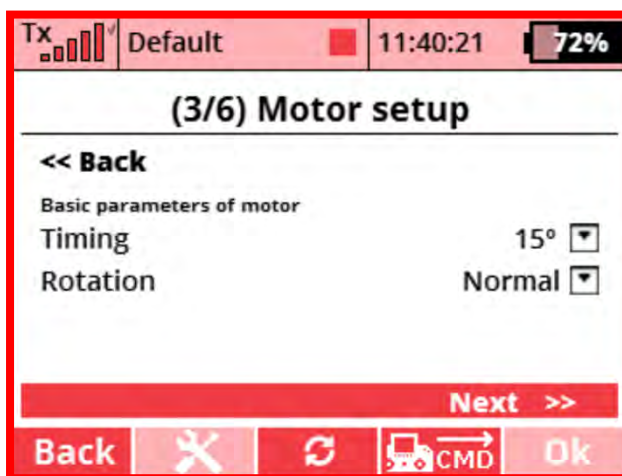 Tx Default 11:40:21 72%
(3/6) Motor setup
<< Back
Basic parameters of motor
Timing 15º
Rotation Normal
Next >>
Back CMD Ok